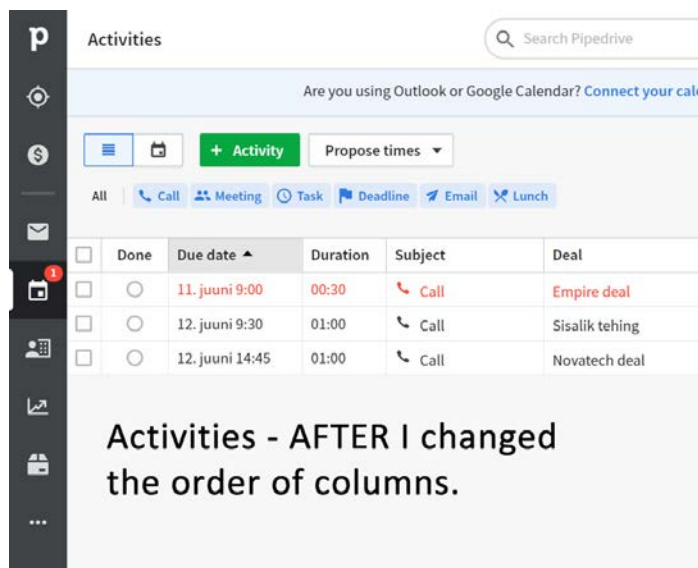 p Activities Search Pipedrive
Are you using Outlook or Google Calendar? Connect your cal
+ Activity Propose times
All Call Meeting Task Deadline Email Lunch
Done Due date Duration Subject Deal
1
11. juuni 9:00 00:30 Call Empire deal
12. juuni 9:30 01:00 Call Sisalik tehing
12. juuni 14:45 01:00 Call Novatech deal
Activities - AFTER I changed
the order of columns.